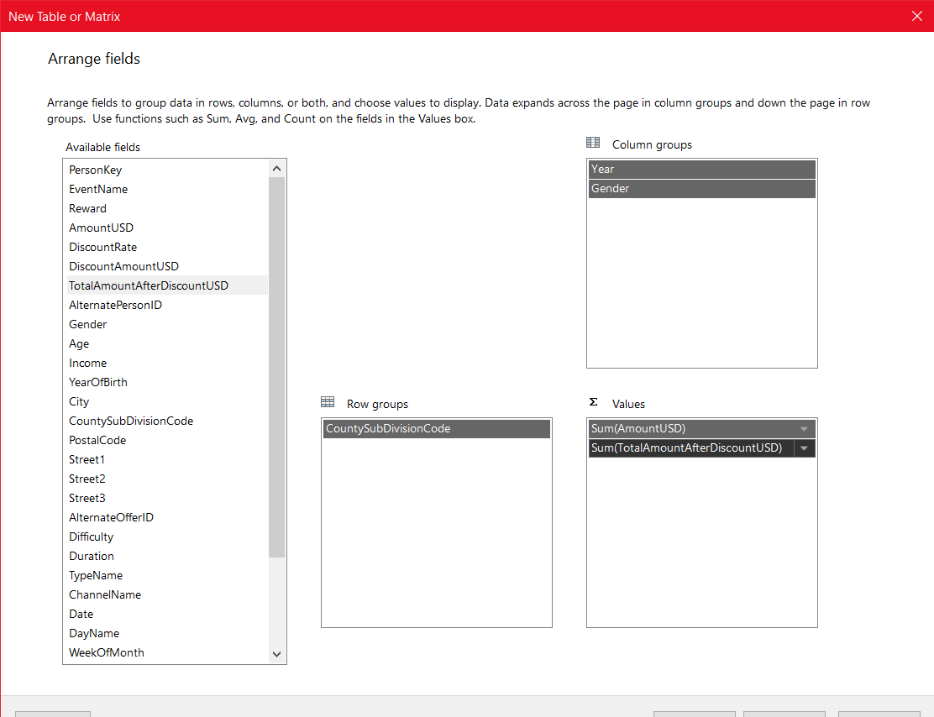 New Table or Matrix
Arrange fields
Arrange fields to group data in rows, columns, or both, and choose values to display. Data expands across the page in column groups and down the page in row
groups. Use functions such as Sum, Avg, and Count on the fields in the Values box.
Available fields
PersonKey
EventName
Reward
AmountUSD
DiscountRate
DiscountAmountUSD
TotalAmountAfterDiscountUSD
AlternatePersonID
Gender
Age
Income
YearOfBirth
City
CountySubDivisionCode
PostalCode
Street1
Street2
Street3
AlternateOfferID
Difficulty
Duration
TypeName
ChannelName
Date
DayName
WeekOfMonth
Column groups
Year
Gender
Row groups
CountySubDivisionCode
Σ Values
Sum(AmountUSD)
Sum(TotalAmountAfterDiscountUSD)